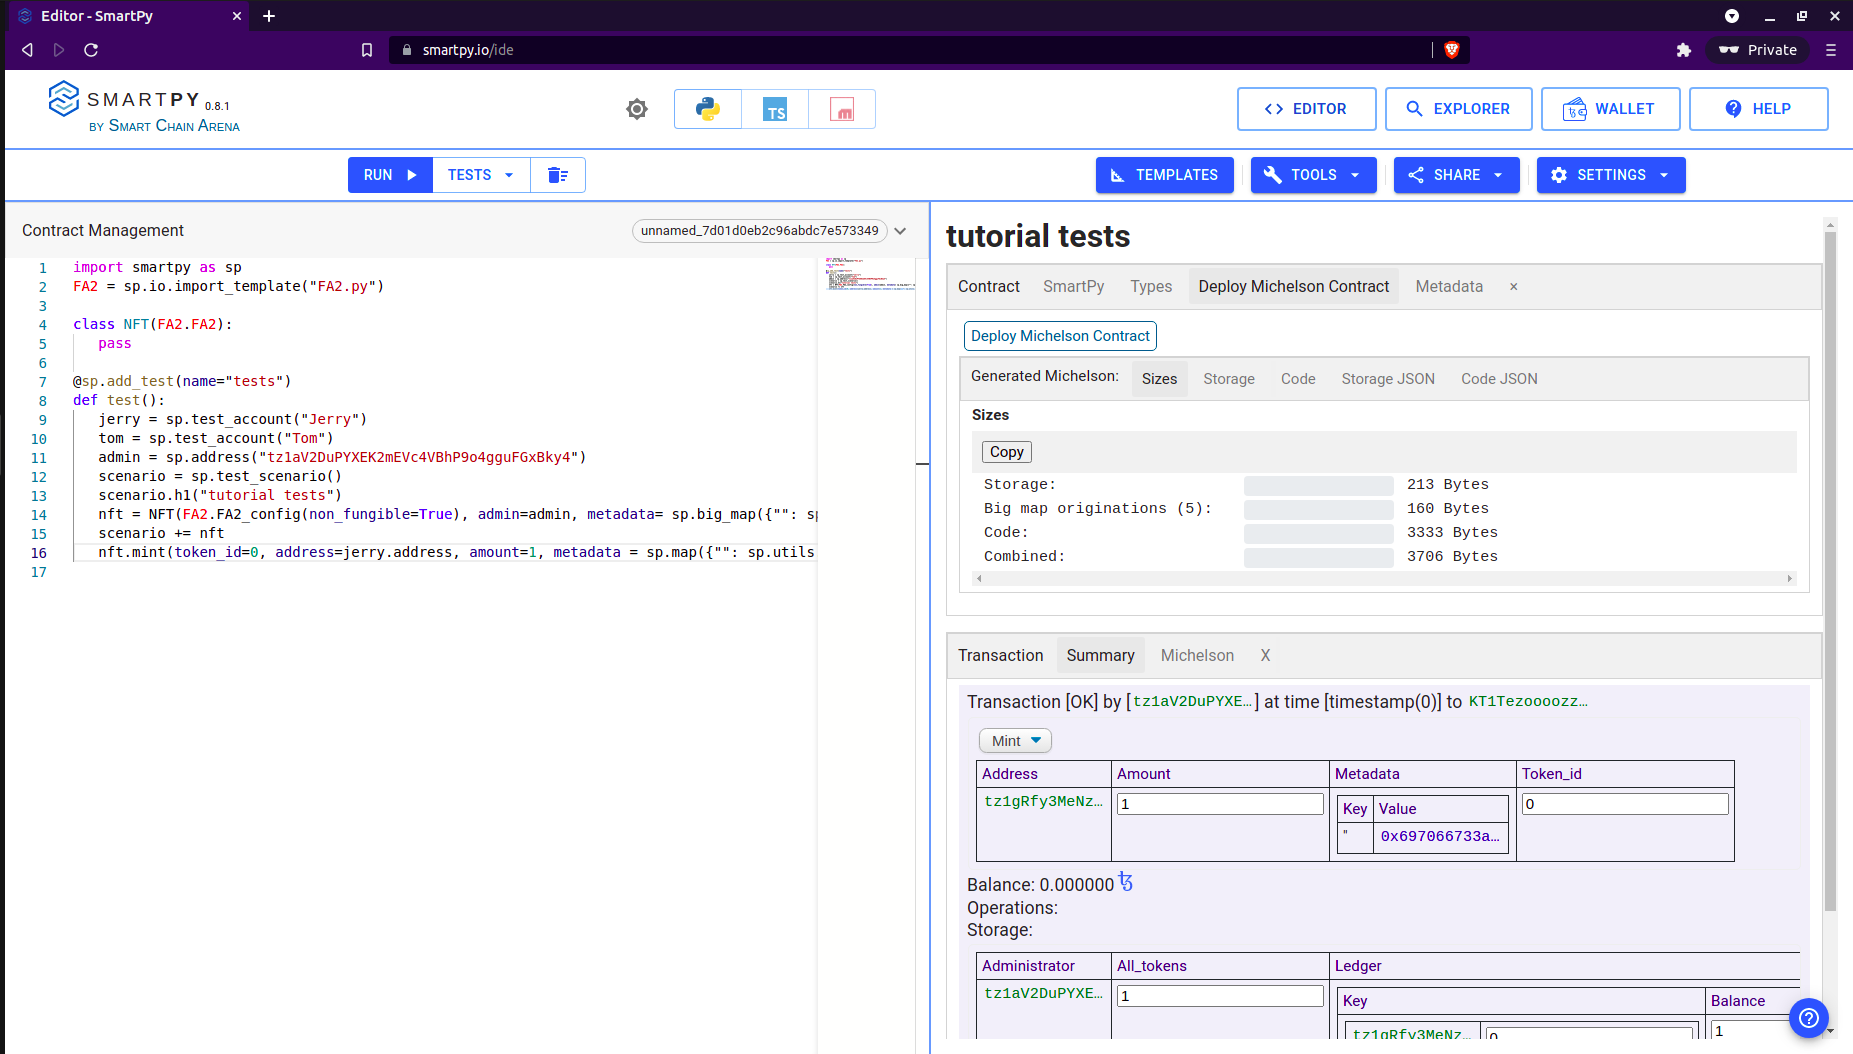 Editor - SmartPy
smartpy.io/ide
Private
SMARTPY 0.8.1
BY SMART CHAIN ARENA
TS
m
<> EDITOR
EXPLORER
WALLET
HELP
RUN
TESTS
TEMPLATES
TOOLS
SHARE
SETTINGS
Contract Management
unnamed_7d01d0eb2c96abdc7e573349
1 import smartpy as sp
2 FA2 = sp.io.import_template("FA2.py")
3
4 class NFT(FA2.FA2):
5 pass
6
7 @sp.add_test(name="tests")
8 def test():
9 jerry = sp.test_account("Jerry")
10 tom = sp.test_account("Tom")
11 admin = sp.address("tz1aV2DuPYXEK2mEVc4VBhP9o4gguFGxBky4")
12 scenario = sp.test_scenario()
13 scenario.h1("tutorial tests")
14 nft = NFT(FA2.FA2_config(non_fungible=True), admin=admin, metadata= sp.big_map({"": sp
15 scenario += nft
16 nft.mint(token_id=0, address=jerry.address, amount=1, metadata = sp.map({"": sp.utils
17
tutorial tests
Contract SmartPy Types Deploy Michelson Contract Metadata ×
Deploy Michelson Contract
Generated Michelson: Sizes Storage Code Storage JSON Code JSON
Sizes
Copy
Storage: 213 Bytes
Big map originations (5): 160 Bytes
Code: 3333 Bytes
Combined: 3706 Bytes
Transaction Summary Michelson X
Transaction [OK] by [tz1aV2DuPYXE…] at time [timestamp(0)] to KT1Tezoooozz…
Mint
Address Amount Metadata Token_id
tz1gRfy3MeNz… 1 0
Key Value
" 0x697066733a…
Balance: 0.000000 ꜩ
Operations:
Storage:
Administrator All_tokens Ledger
tz1aV2DuPYXE… 1
Key Balance
tz1gRfy3MeNz… 0 1